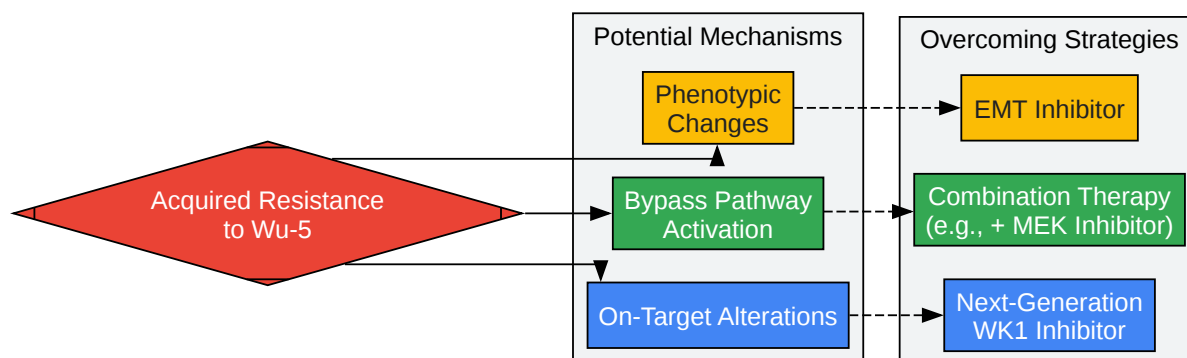 Potential Mechanisms
Overcoming Strategies
Phenotypic
Changes
EMT Inhibitor
Acquired Resistance
to Wu-5
Bypass Pathway
Activation
Combination Therapy
(e.g., + MEK Inhibitor)
On-Target Alterations
Next-Generation
WK1 Inhibitor